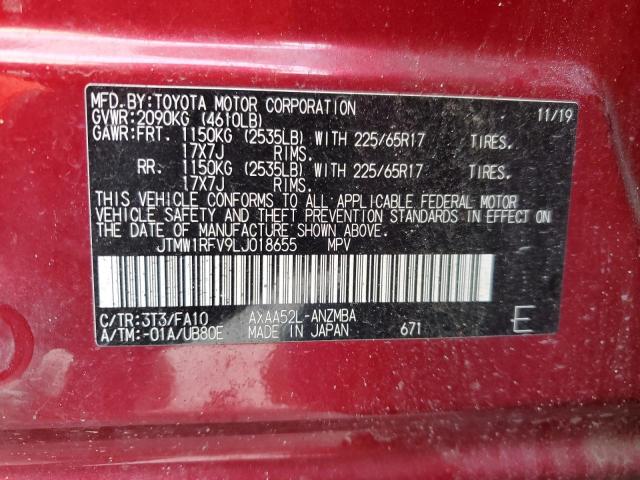 MFD. BY: TOYOTA MOTOR CORPORATION 11/19
GVWR: 2090KG (4610LB)
GAWR: FRT. 1150KG (2535LB) WITH 225/65R17 TIRES.
17X7J RIMS.
RR. 1150KG (2535LB) WITH 225/65R17 TIRES.
17X7J RIMS.
THIS VEHICLE CONFORMS TO ALL APPLICABLE FEDERAL MOTOR
VEHICLE SAFETY AND THEFT PREVENTION STANDARDS IN EFFECT ON
THE DATE OF MANUFACTURE SHOWN ABOVE.
JTMW1RFV9LJ018655 MPV
C/TR: 3T3/FA10 AXAA52L-ANZMBA
A/TM: -01A/UB80E MADE IN JAPAN 671 E